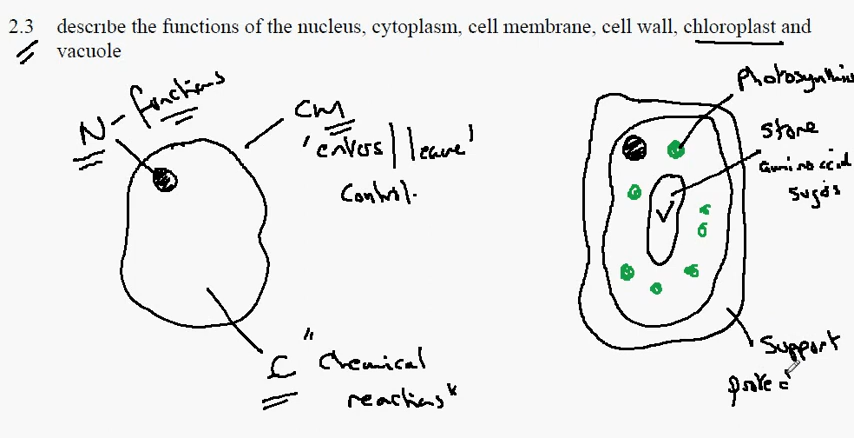 2.3 describe the functions of the nucleus, cytoplasm, cell membrane, cell wall, chloroplast and
vacuole
N - functions
CM
'enters / leave'
Control.
C "Chemical
reactions"
Photosynthesis
Store
amino acid
sugars
V
Support